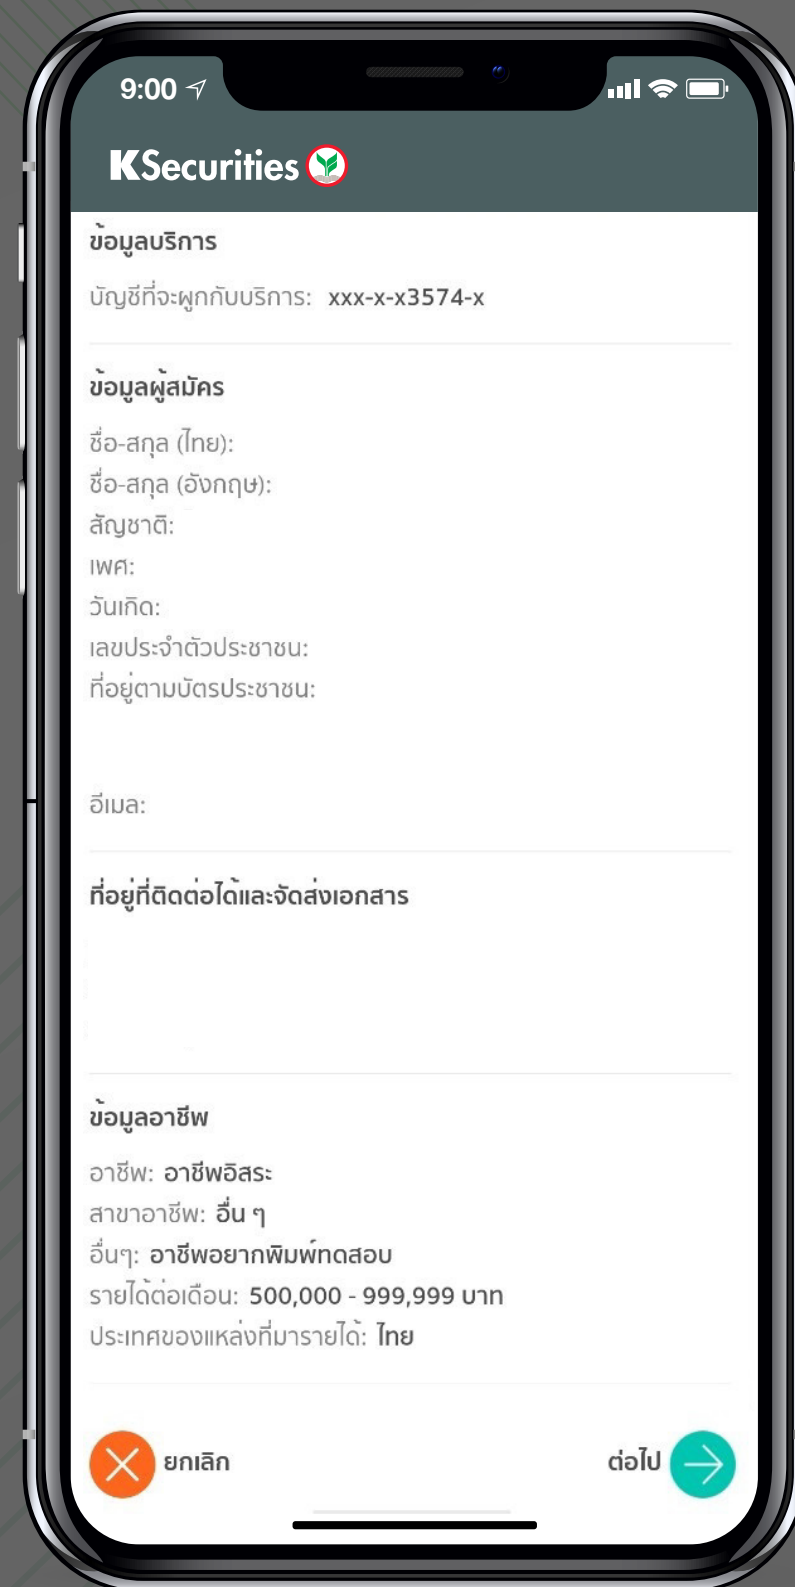 9:00
KSecurities
ข้อมูลบริการ
บัญชีที่จะผูกกับบริการ: xxx-x-x3574-x
ข้อมูลผู้สมัคร
ชื่อ-สกุล (ไทย):
ชื่อ-สกุล (อังกฤษ):
สัญชาติ:
เพศ:
วันเกิด:
เลขประจำตัวประชาชน:
ที่อยู่ตามบัตรประชาชน:
อีเมล:
ที่อยู่ที่ติดต่อได้และจัดส่งเอกสาร
ข้อมูลอาชีพ
อาชีพ: อาชีพอิสระ
สาขาอาชีพ: อื่น ๆ
อื่นๆ: อาชีพอยากพิมพ์ทดสอบ
รายได้ต่อเดือน: 500,000 - 999,999 บาท
ประเทศของแหล่งที่มารายได้: ไทย
ยกเลิก ต่อไป